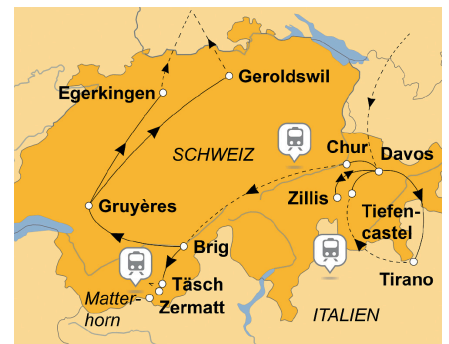 Geroldswil
Egerkingen
SCHWEIZ
Chur
Davos
Zillis
Tiefen-
castel
Gruyères
Brig
Tirano
Täsch
Matter-
horn
Zermatt
ITALIEN